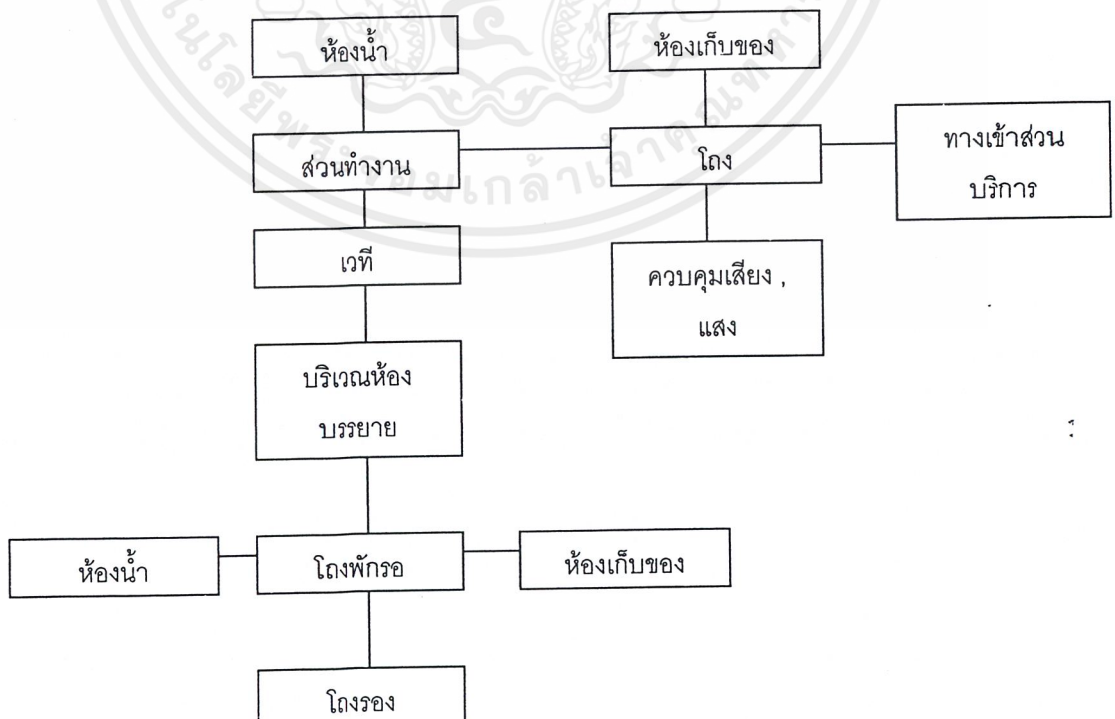 ห้องน้ำ
ห้องเก็บของ
ส่วนทำงาน
โถง
ทางเข้าส่วน
บริการ
เวที
ควบคุมเสียง ,
แสง
บริเวณห้อง
บรรยาย
ห้องน้ำ
โถงพักรอ
ห้องเก็บของ
โถงรอง